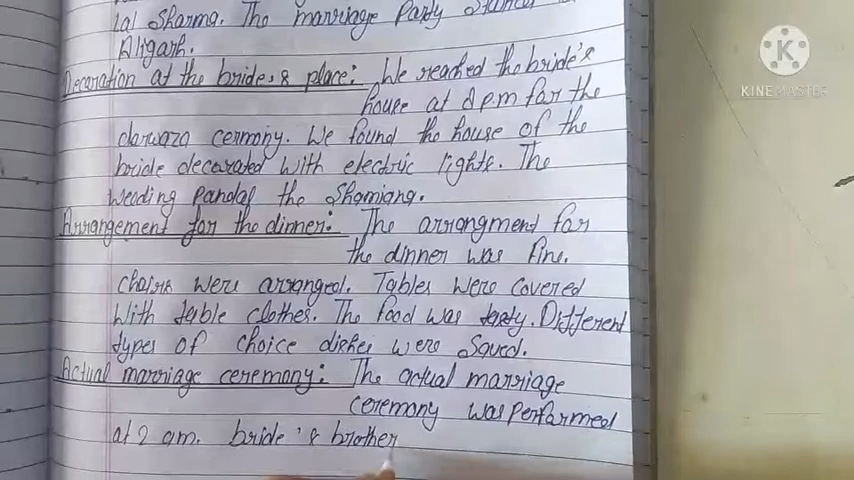 lal Sharma. The marriage Party Started
Aligarh.
Decoration at the bride's place: We reached the bride's
house at 8 p.m for the
darwaza cermony. We found the house of the
bride decarated with electric lights. The
weading Pandal the Shamiana.
Arrangement for the dinner: The arrangment for
the dinner was fine.
chairs were arranged. Tables were covered
with table clothes. The food was tasty. Different
types of choice dishes were Saved.
Actual marriage ceremony: The actual marriage
ceremony was Performed
at 2 am. bride's brother
KINEMASTER